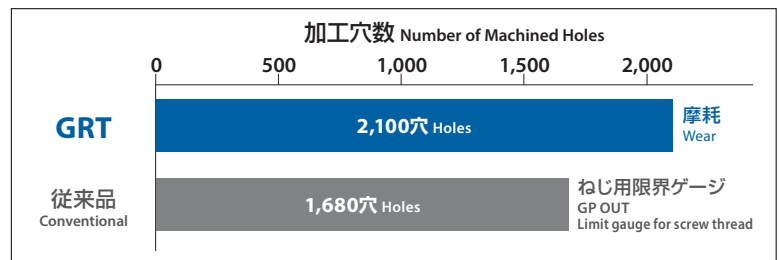 加工穴数 Number of Machined Holes
0 500 1,000 1,500 2,000
GRT
2,100穴 Holes
摩耗
Wear
従来品
Conventional
1,680穴 Holes
ねじ用限界ゲージ
GP OUT
Limit gauge for screw thread